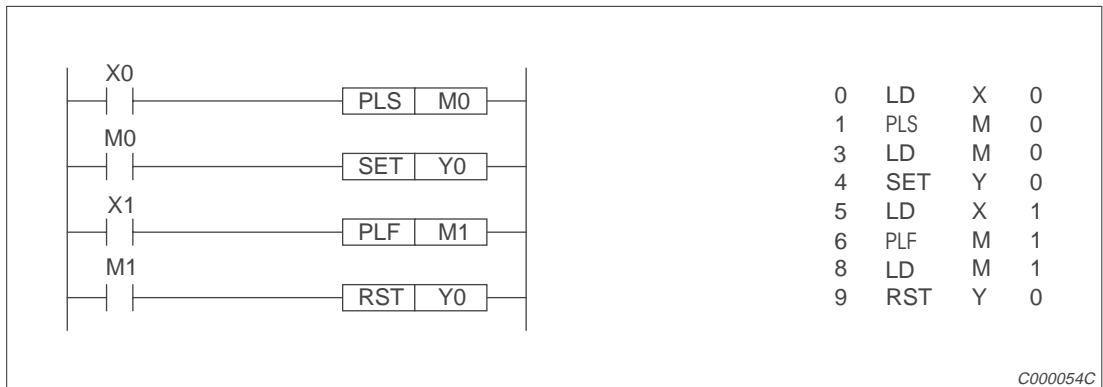 X0
PLS M0
M0
SET Y0
X1
PLF M1
M1
RST Y0
0 LD X 0
1 PLS M 0
3 LD M 0
4 SET Y 0
5 LD X 1
6 PLF M 1
8 LD M 1
9 RST Y 0
C000054C